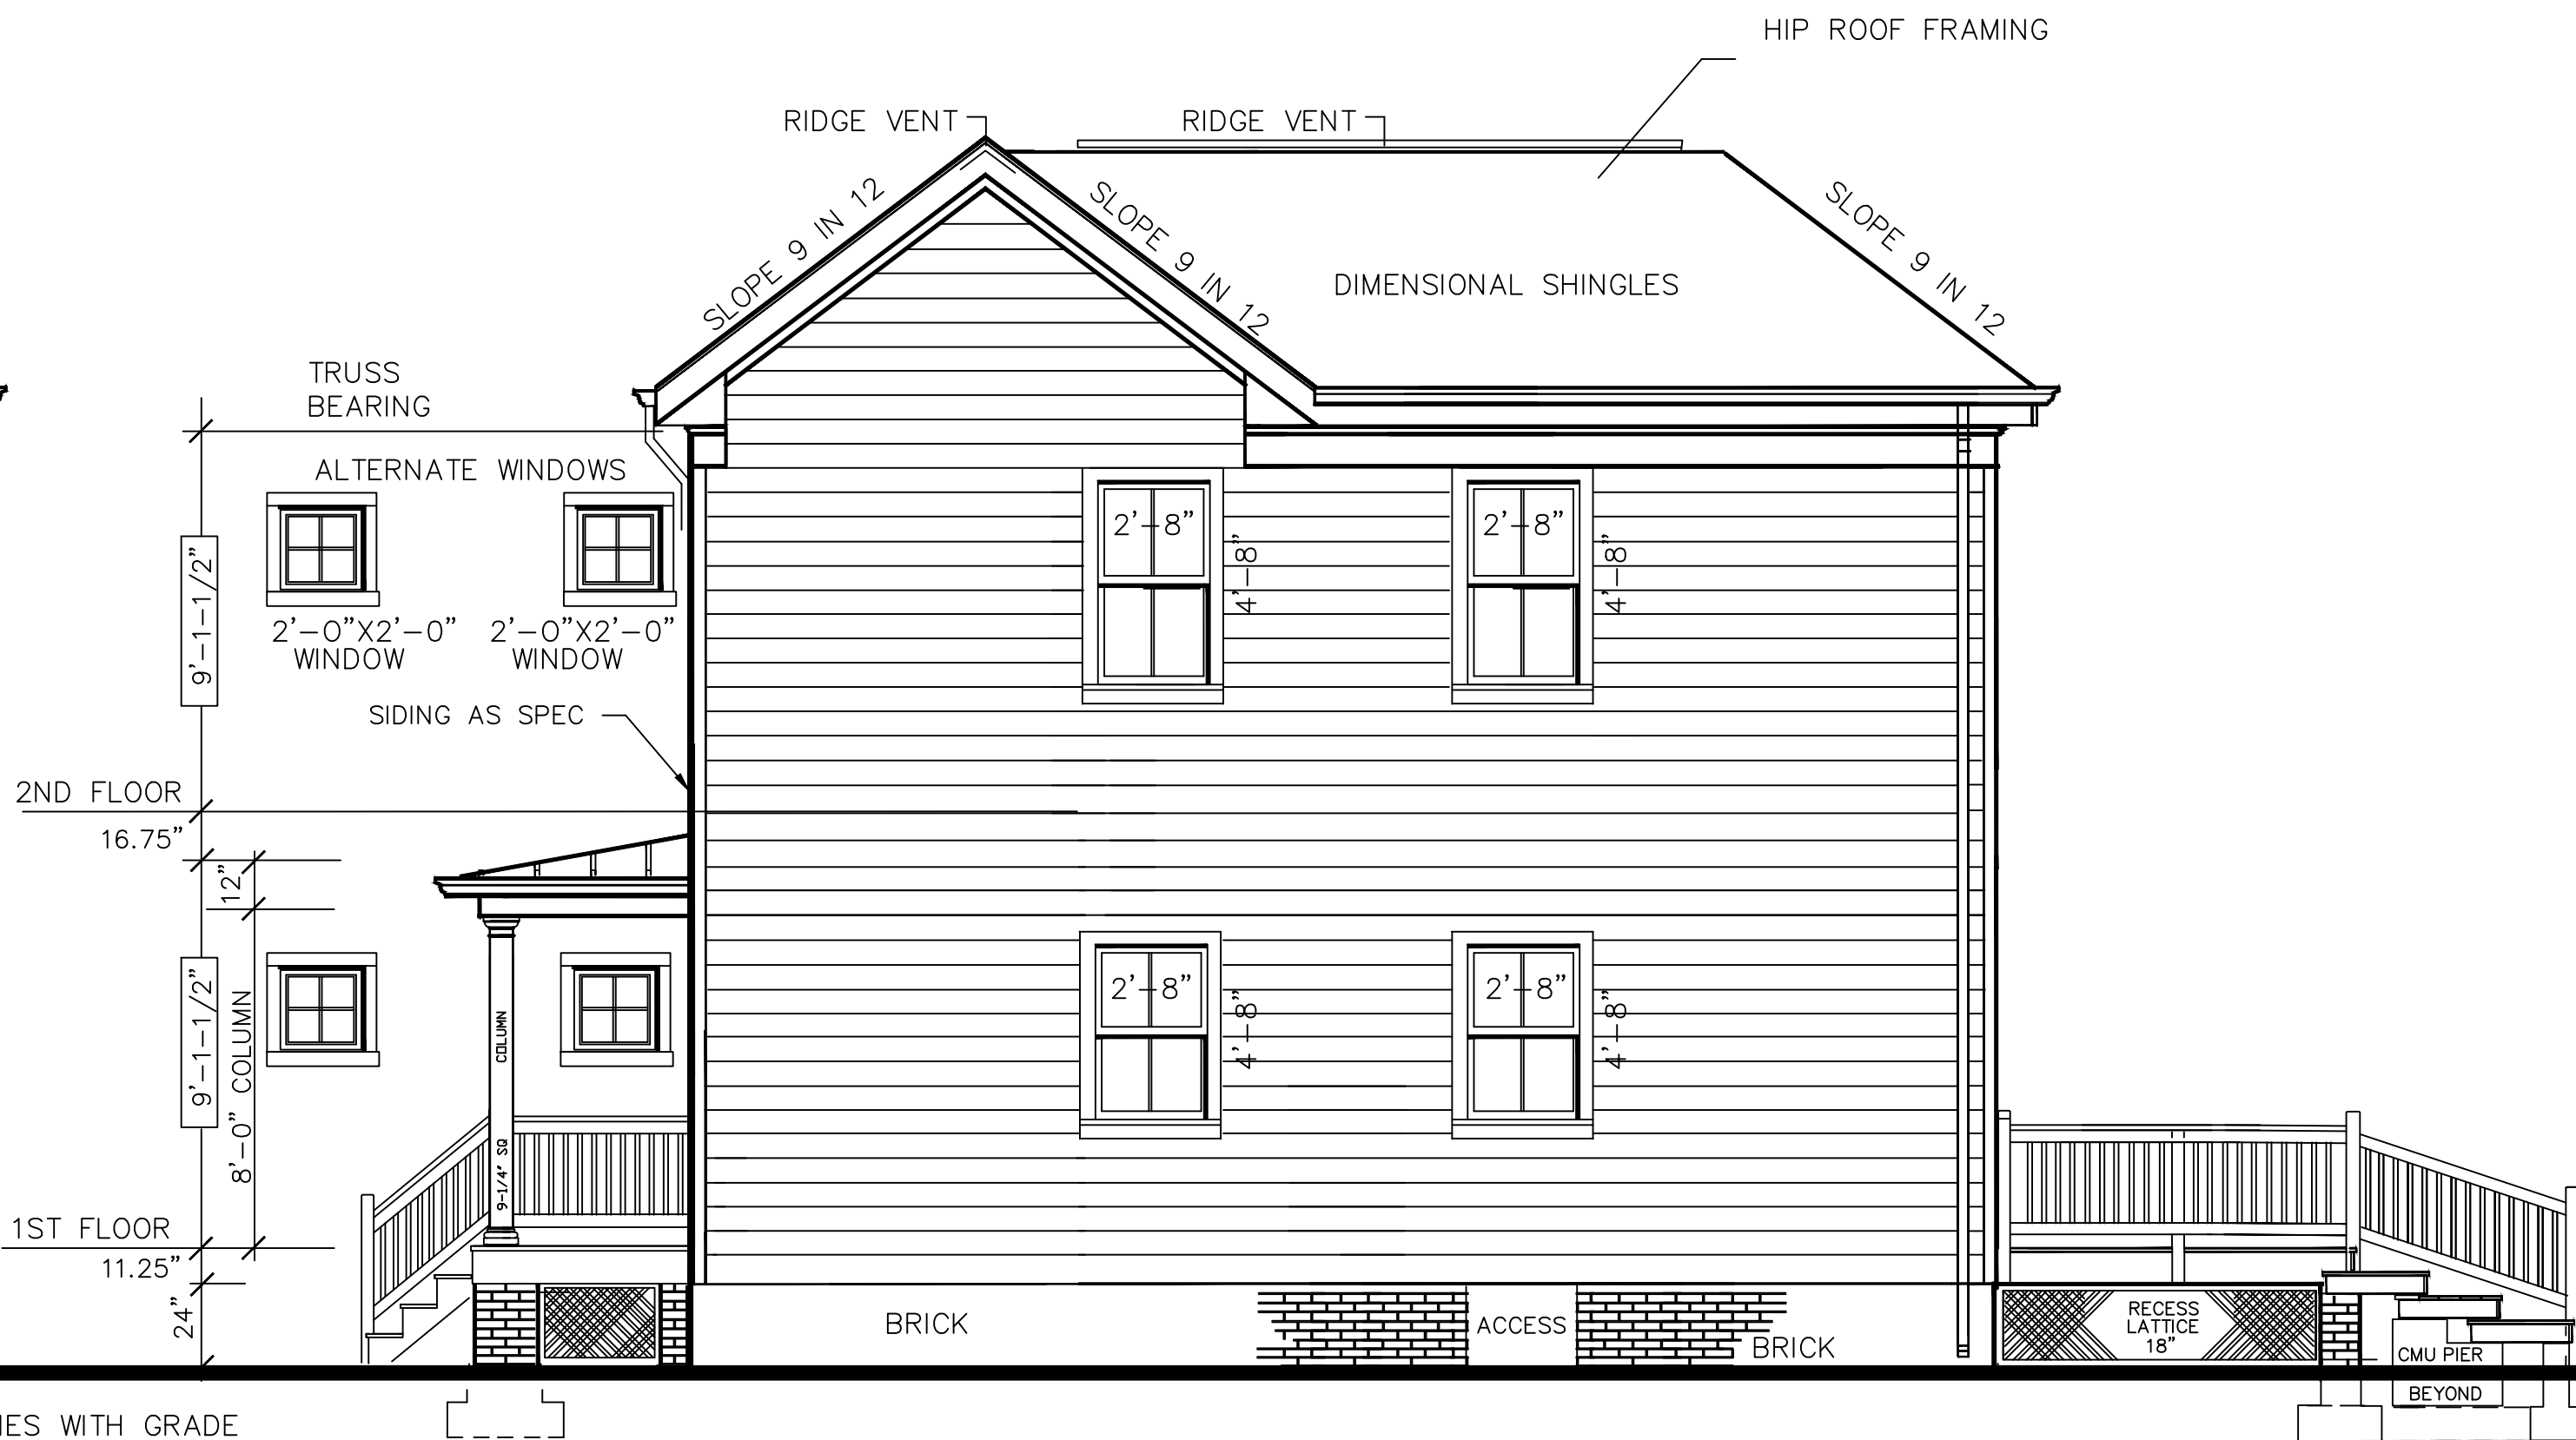 HIP ROOF FRAMING
RIDGE VENT
RIDGE VENT
SLOPE 9 IN 12
SLOPE 9 IN 12
SLOPE 9 IN 12
DIMENSIONAL SHINGLES
TRUSS
BEARING
ALTERNATE WINDOWS
2'-8"
2'-8"
4'-8"
4'-8"
9'-1-1/2"
2'-0"X2'-0"
WINDOW
2'-0"X2'-0"
WINDOW
SIDING AS SPEC
2ND FLOOR
16.75"
12"
2'-8"
2'-8"
4'-8"
4'-8"
9'-1-1/2"
8'-0" COLUMN
COLUMN
9-1/4" SQ
1ST FLOOR
11.25"
24"
BRICK
ACCESS
BRICK
RECESS
LATTICE
18"
CMU PIER
BEYOND
WITH GRADE